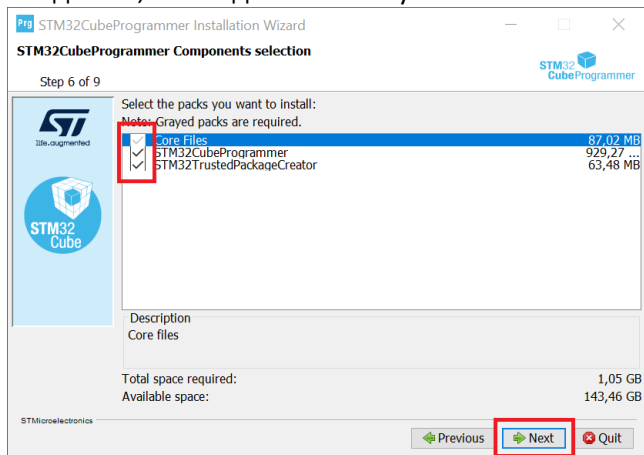 Prg STM32CubeProgrammer Installation Wizard
STM32CubeProgrammer Components selection
Step 6 of 9
STM32
CubeProgrammer
life.augmented
STM32
Cube
Select the packs you want to install:
Note: Grayed packs are required.
Core Files 87,02 MB
STM32CubeProgrammer 929,27 ...
STM32TrustedPackageCreator 63,48 MB
Description
Core files
Total space required: 1,05 GB
Available space: 143,46 GB
STMicroelectronics
Previous Next Quit